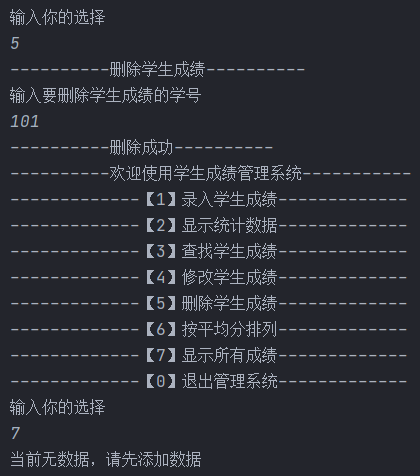 输入你的选择
5
----------删除学生成绩----------
输入要删除学生成绩的学号
101
----------删除成功----------
----------欢迎使用学生成绩管理系统-----------
-------------【1】录入学生成绩-------------
-------------【2】显示统计数据-------------
-------------【3】查找学生成绩-------------
-------------【4】修改学生成绩-------------
-------------【5】删除学生成绩-------------
-------------【6】按平均分排列-------------
-------------【7】显示所有成绩-------------
-------------【0】退出管理系统-------------
输入你的选择
7
当前无数据，请先添加数据